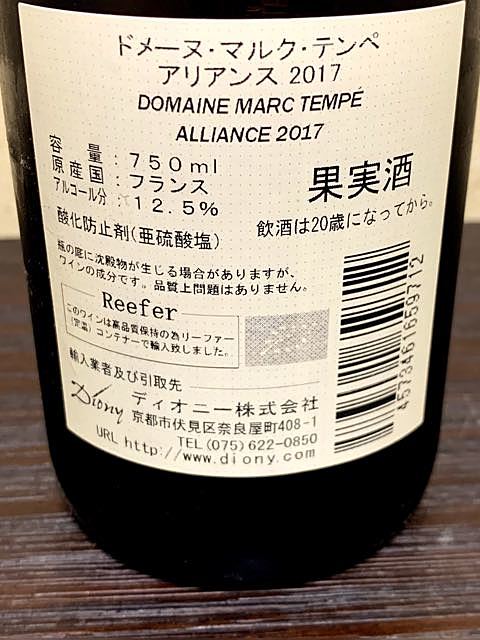 ドメーヌ・マルク・テンペ
アリアンス 2017
DOMAINE MARC TEMPÉ
ALLIANCE 2017
容量:750ml
原産国:フランス
アルコール分:12.5%
果実酒
酸化防止剤(亜硫酸塩)
飲酒は20歳になってから。
瓶の底に沈殿物が生じる場合がありますが、
ワインの成分です。品質上問題はありません。
Reefer
このワインは高品質保持の為リーファー
(定温)コンテナーで輸入致しました。
輸入業者及び引取先
Diony
ディオニー株式会社
京都市伏見区奈良屋町408-1
TEL(075)622-0850
URL http://www.diony.com
4573461659712